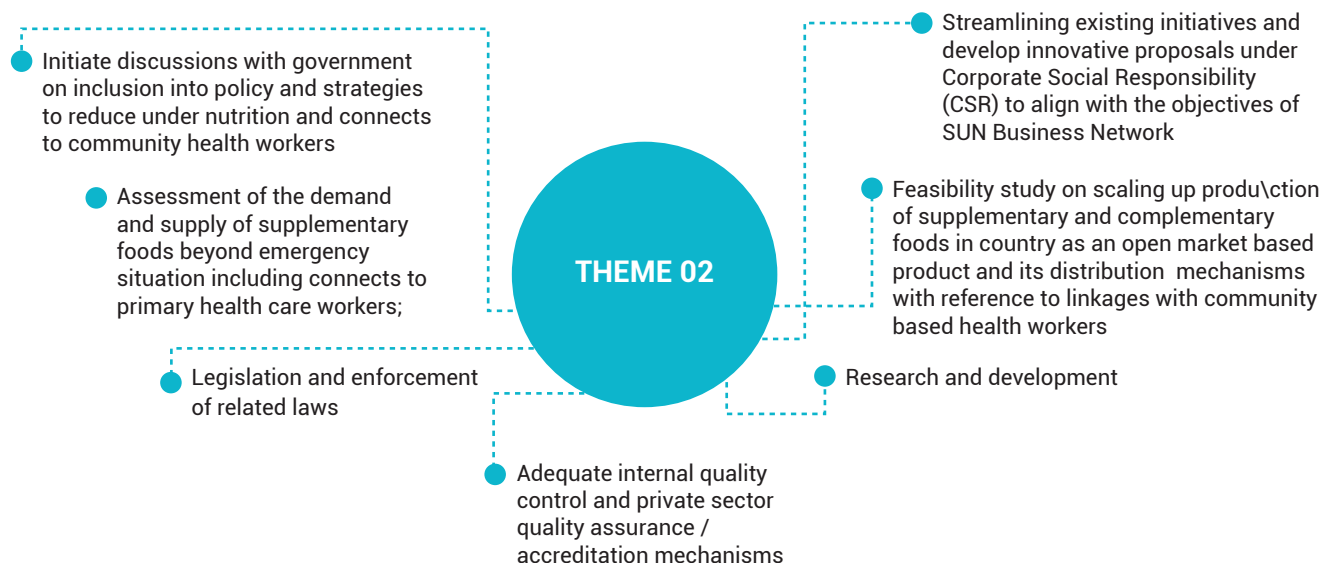 Initiate discussions with government
on inclusion into policy and strategies
to reduce under nutrition and connects
to community health workers
Assessment of the demand
and supply of supplementary
foods beyond emergency
situation including connects to
primary health care workers;
Legislation and enforcement
of related laws
Adequate internal quality
control and private sector
quality assurance /
accreditation mechanisms
THEME 02
Streamlining existing initiatives and
develop innovative proposals under
Corporate Social Responsibility
(CSR) to align with the objectives of
SUN Business Network
Feasibility study on scaling up produ\ction
of supplementary and complementary
foods in country as an open market based
product and its distribution mechanisms
with reference to linkages with community
based health workers
Research and development